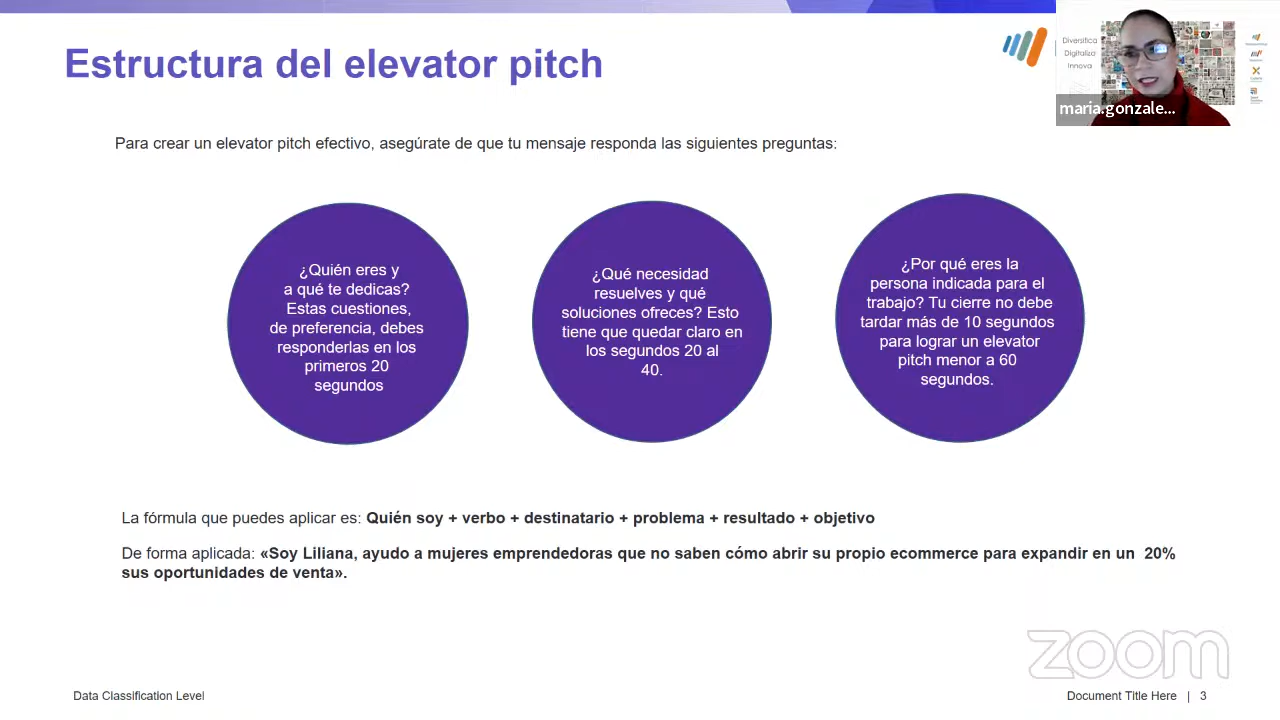 Estructura del elevator pitch
Diversifica
Digitaliza
Innova
maria.gonzale...
Para crear un elevator pitch efectivo, asegúrate de que tu mensaje responda las siguientes preguntas:
¿Quién eres y
a qué te dedicas?
Estas cuestiones,
de preferencia, debes
responderlas en los
primeros 20
segundos
¿Qué necesidad
resuelves y qué
soluciones ofreces? Esto
tiene que quedar claro en
los segundos 20 al
40.
¿Por qué eres la
persona indicada para el
trabajo? Tu cierre no debe
tardar más de 10 segundos
para lograr un elevator
pitch menor a 60
segundos.
La fórmula que puedes aplicar es: Quién soy + verbo + destinatario + problema + resultado + objetivo
De forma aplicada: «Soy Liliana, ayudo a mujeres emprendedoras que no saben cómo abrir su propio ecommerce para expandir en un 20%
sus oportunidades de venta».
zoom
Data Classification Level
Document Title Here | 3